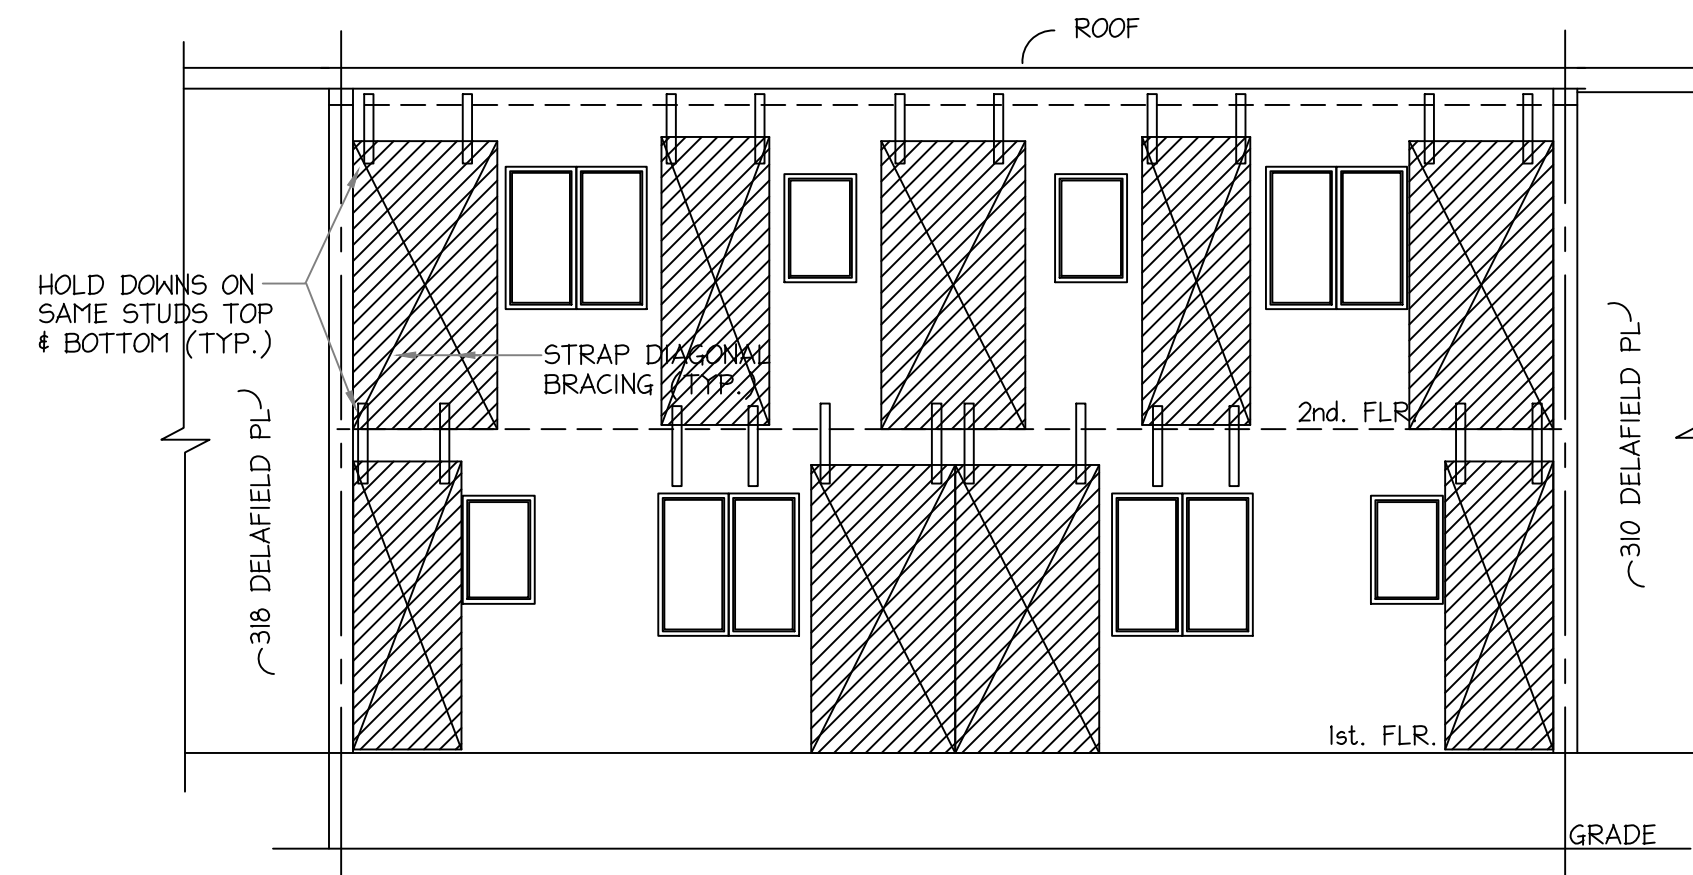 ROOF
HOLD DOWNS ON
SAME STUDS TOP
& BOTTOM (TYP.)
STRAP DIAGONAL
BRACING (TYP.)
2nd. FLR.
318 DELAFIELD PL
310 DELAFIELD PL
1st. FLR.
GRADE